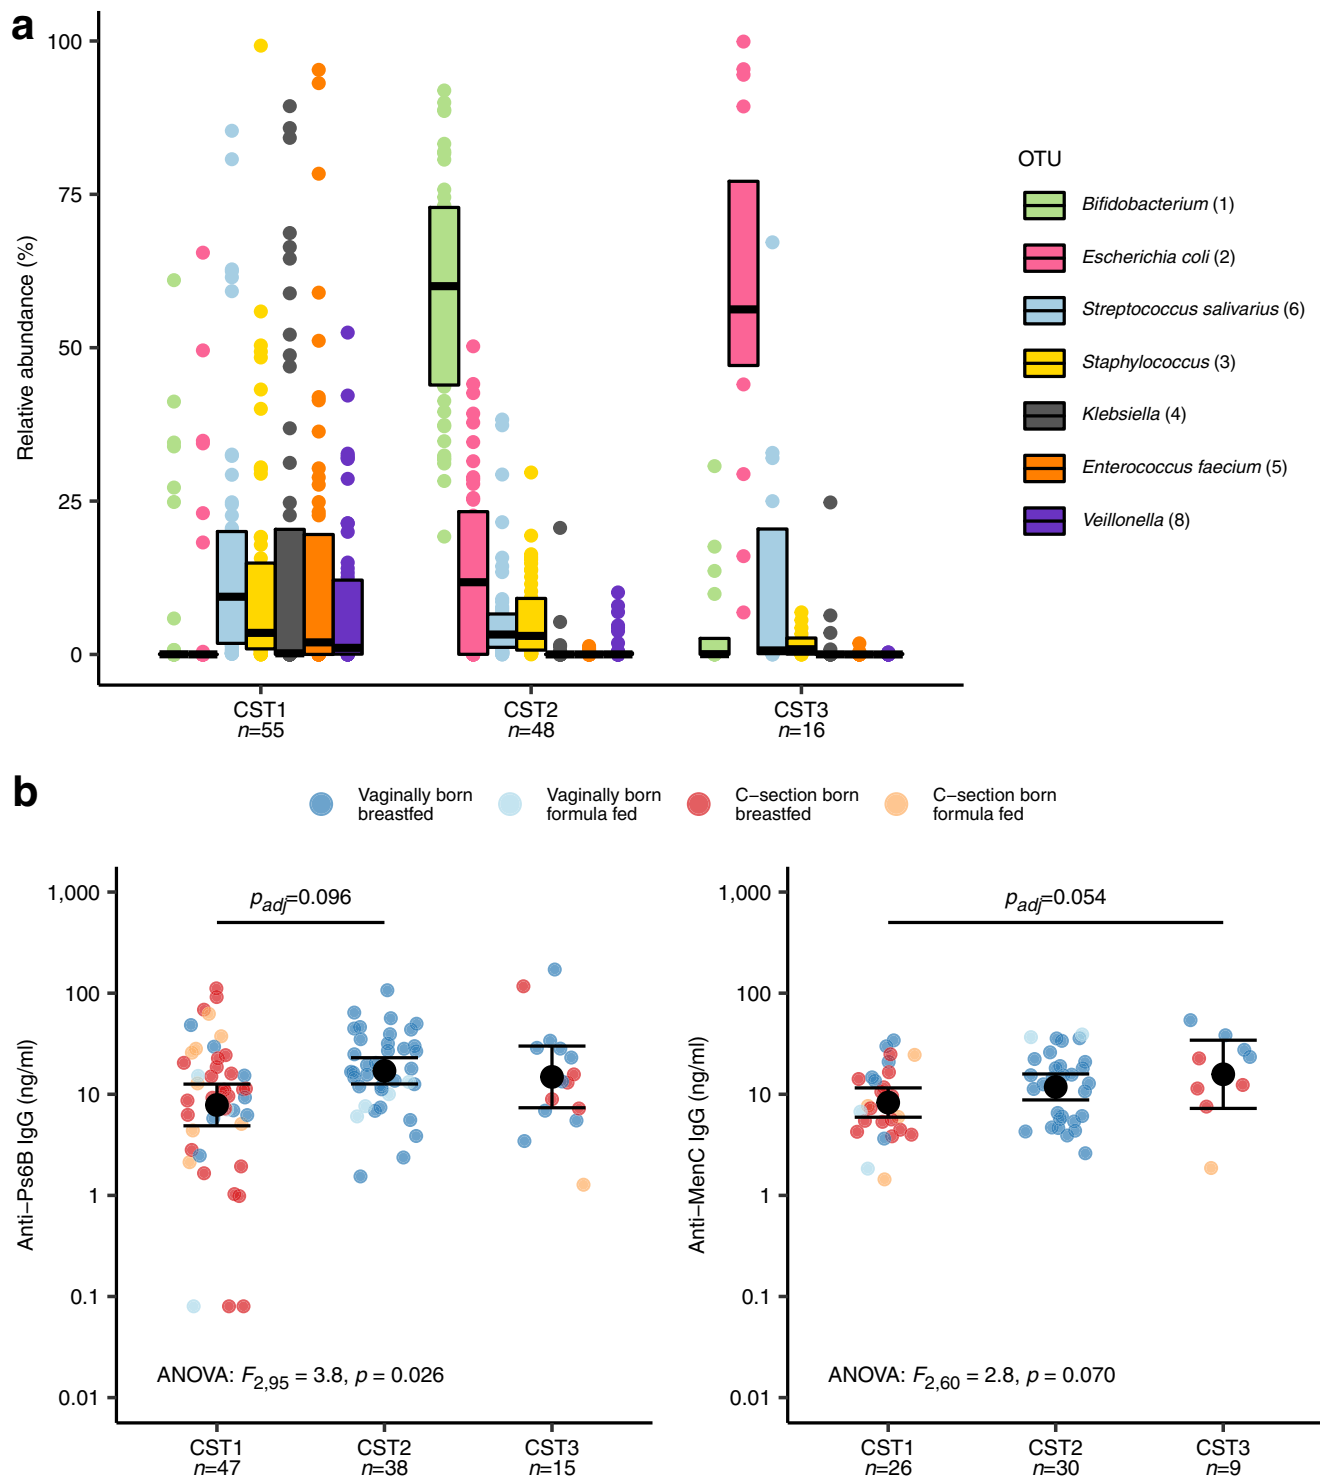 a
100
75
50
25
0
Relative abundance (%)
CST1
n=55
CST2
n=48
CST3
n=16
OTU
Bifidobacterium (1)
Escherichia coli (2)
Streptococcus salivarius (6)
Staphylococcus (3)
Klebsiella (4)
Enterococcus faecium (5)
Veillonella (8)
b
Vaginally born
breastfed
Vaginally born
formula fed
C-section born
breastfed
C-section born
formula fed
1,000
100
10
1
0.1
0.01
Anti–Ps6B IgG (ng/ml)
padj=0.096
ANOVA: F2,95 = 3.8, p = 0.026
CST1
n=47
CST2
n=38
CST3
n=15
1,000
100
10
1
0.1
0.01
Anti–MenC IgG (ng/ml)
padj=0.054
ANOVA: F2,60 = 2.8, p = 0.070
CST1
n=26
CST2
n=30
CST3
n=9